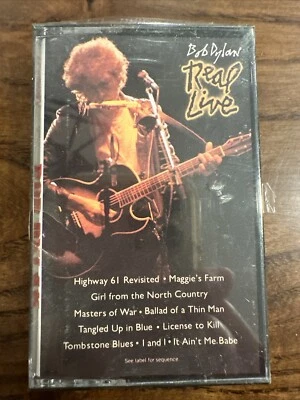 Bob Dylan
Real
Live
Highway 61 Revisited • Maggie's Farm
Girl from the North Country
Masters of War • Ballad of a Thin Man
Tangled Up in Blue • License to Kill
Tombstone Blues • I and I • It Ain't Me, Babe
See label for sequence